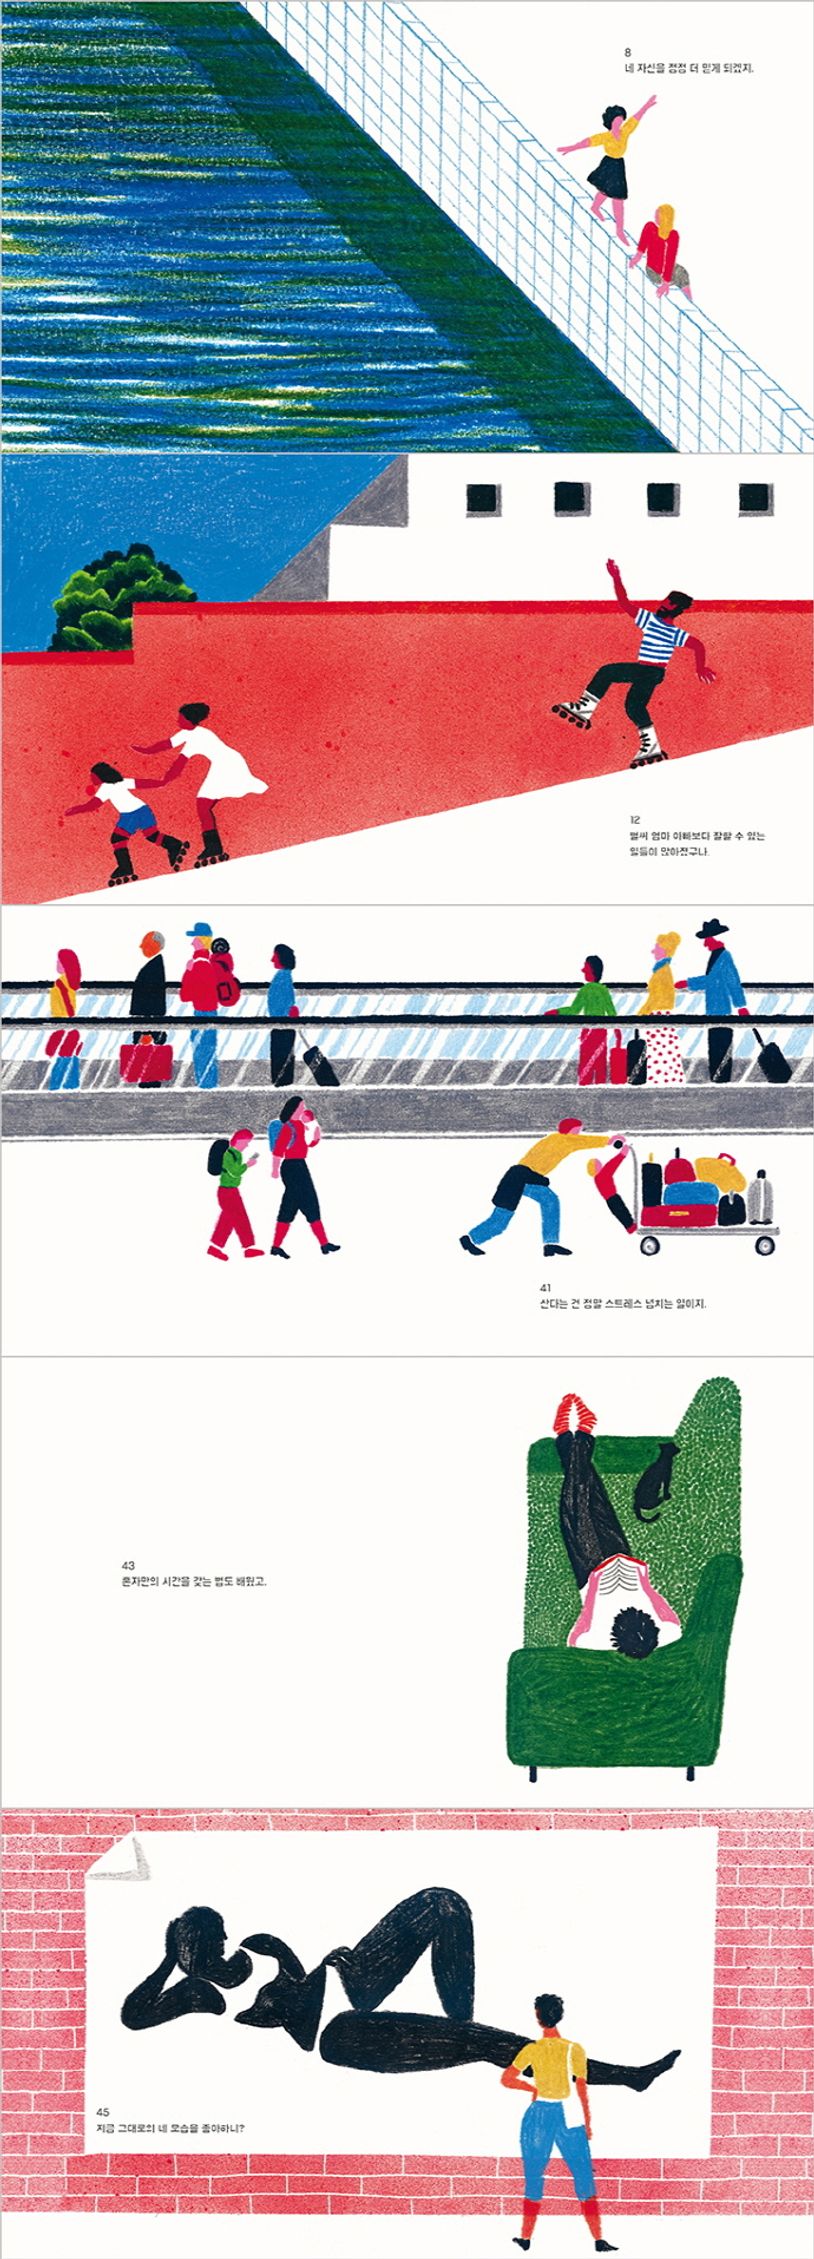 8
네 자신을 점점 더 믿게 되겠지.
12
벌써 엄마 아빠보다 잘할 수 있는
일들이 많아졌구나.
41
산다는 건 정말 스트레스 넘치는 일이지.
43
혼자만의 시간을 갖는 법도 배웠고.
45
지금 그대로의 네 모습을 좋아하니?